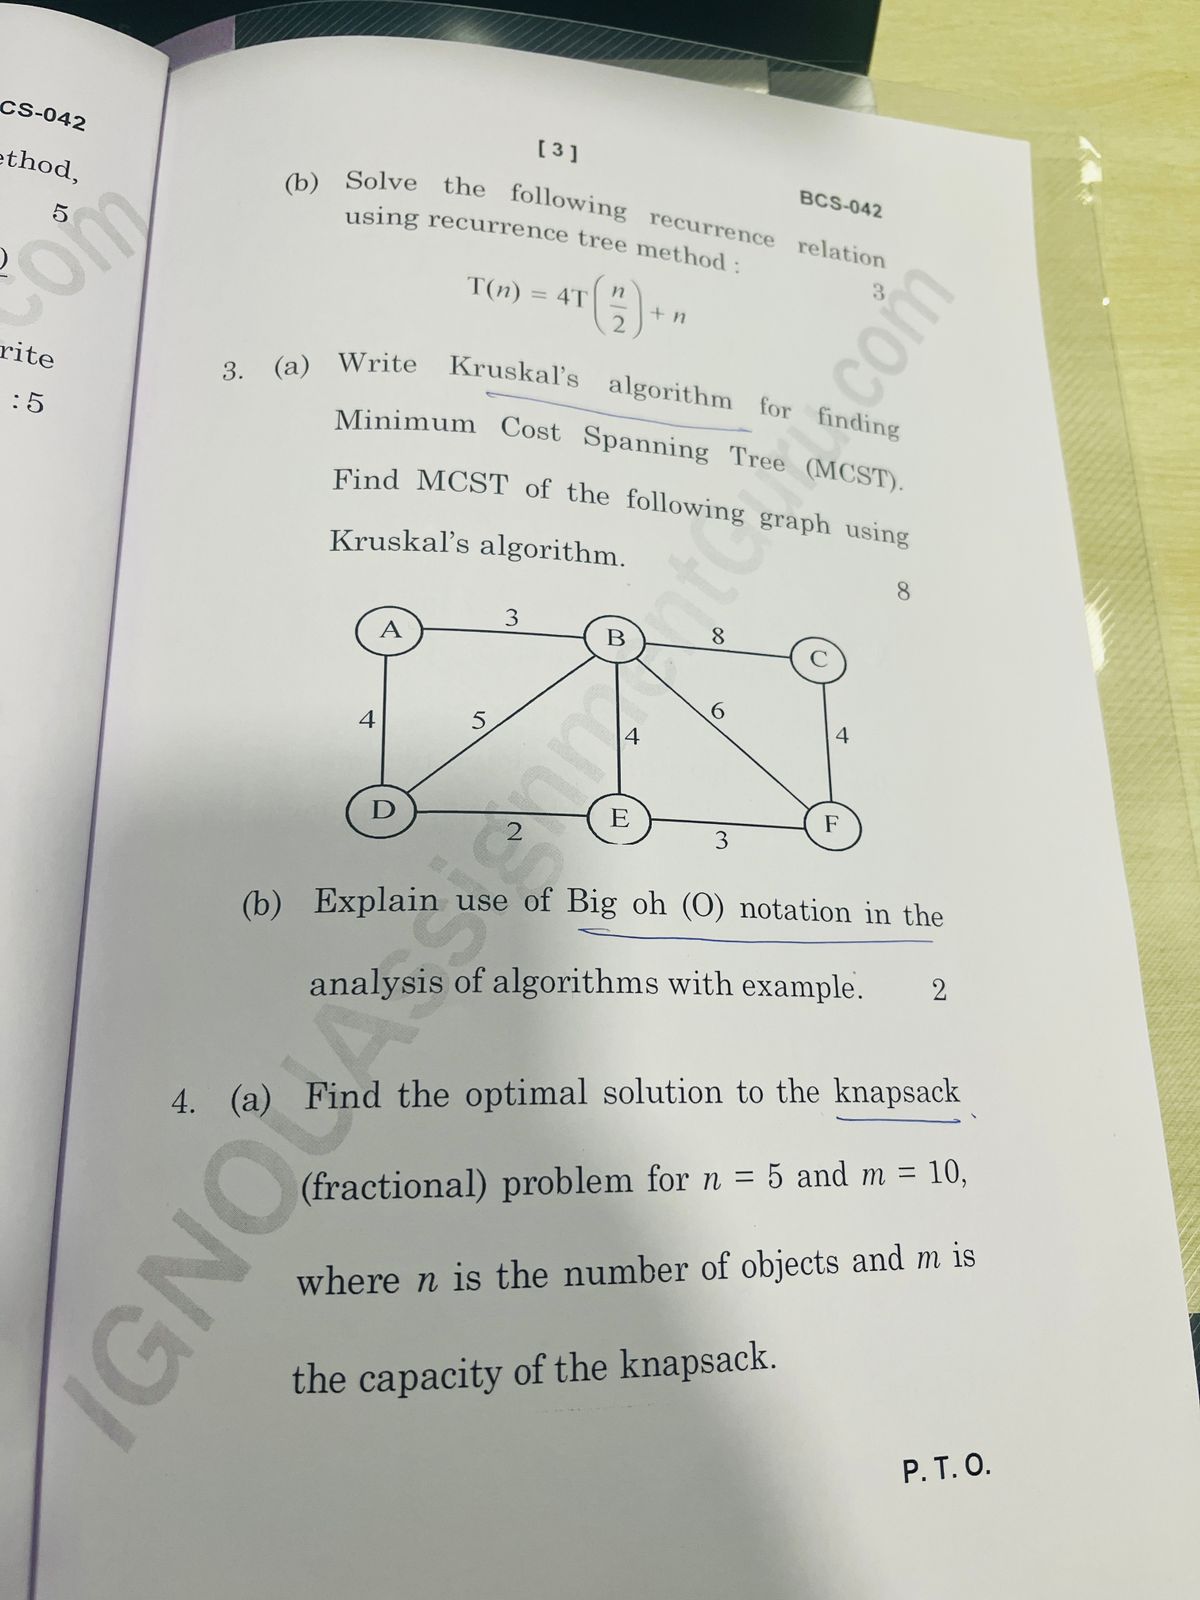 CS-042
ethod,
5
rite
: 5
[ 3 ]
BCS-042
(b) Solve the following recurrence relation
using recurrence tree method :
3
T(n) = 4T(n/2) + n
3. (a) Write Kruskal's algorithm for finding
Minimum Cost Spanning Tree (MCST).
Find MCST of the following graph using
Kruskal's algorithm.
8
A 3 B 8 C
4 5 4 6 4
D 2 E 3 F
(b) Explain use of Big oh (O) notation in the
analysis of algorithms with example. 2
4. (a) Find the optimal solution to the knapsack
(fractional) problem for n = 5 and m = 10,
where n is the number of objects and m is
the capacity of the knapsack.
P. T. O.
IGNOUAssignmentGuru.com
.com